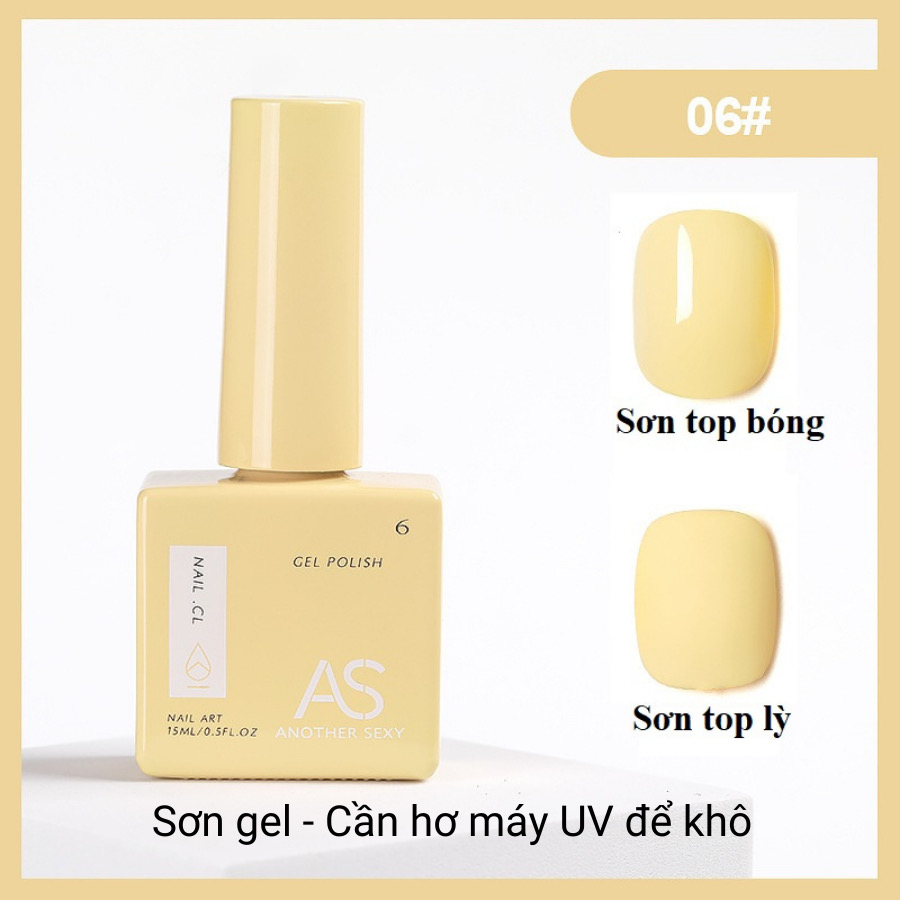 06#
Sơn top bóng
Sơn top lỳ
6
GEL POLISH
NAIL .CL
AS
NAIL ART
15ML/0.5FL.OZ
ANOTHER SEXY
Sơn gel - Cần hơ máy UV để khô